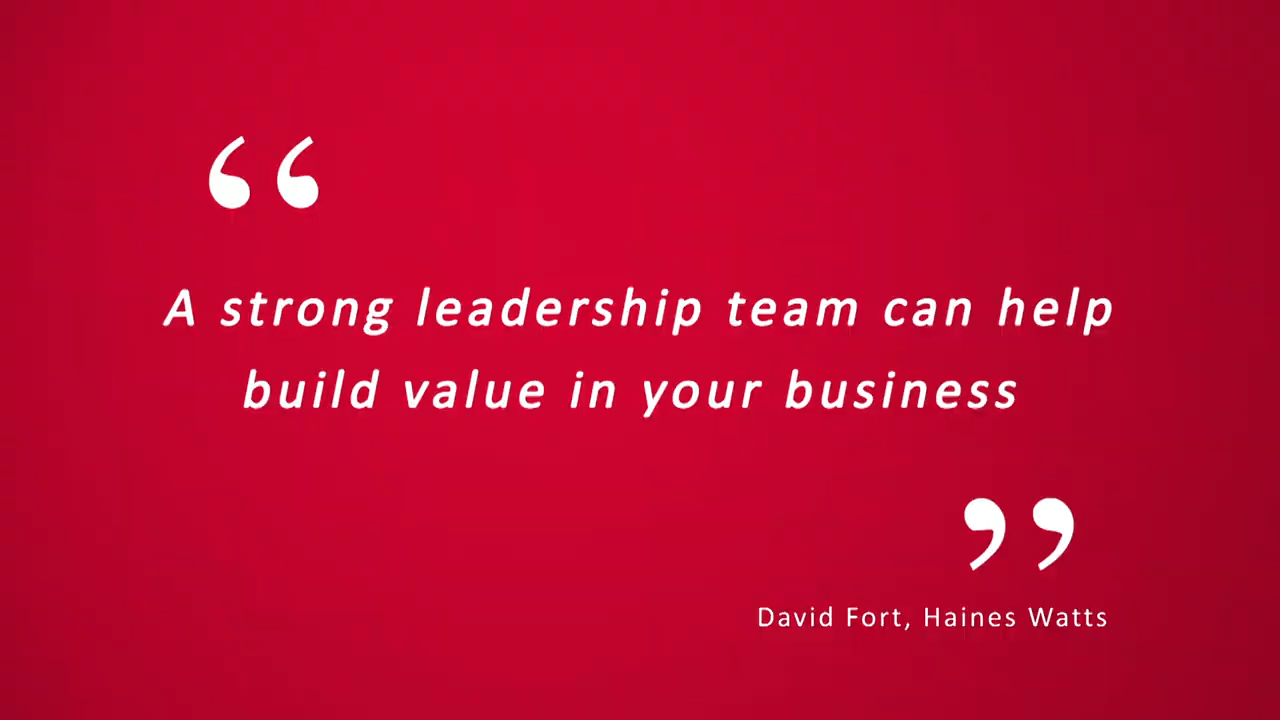 “
A strong leadership team can help
build value in your business
”
David Fort, Haines Watts